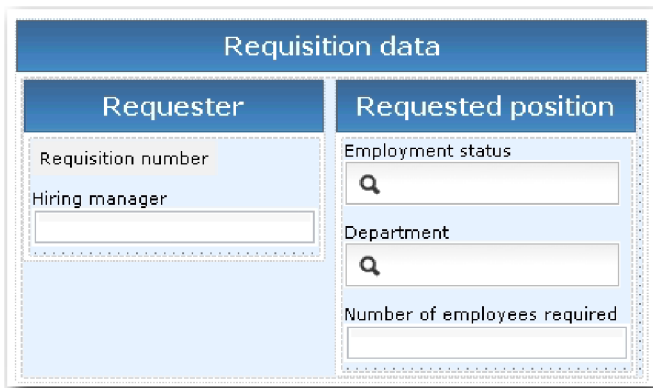 Requisition data
Requester
Requisition number
Hiring manager
Requested position
Employment status
Department
Number of employees required